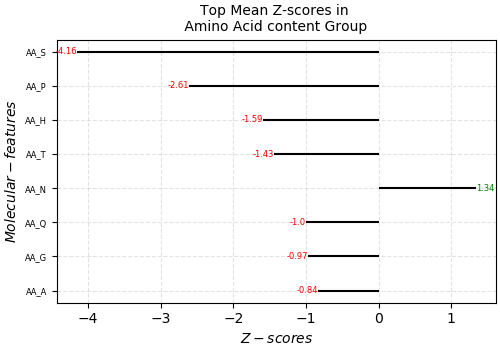 Top Mean Z-scores in
Amino Acid content Group
AA_S
-4.16
AA_P
-2.61
AA_H
-1.59
AA_T
-1.43
AA_N
1.34
AA_Q
-1.0
AA_G
-0.97
AA_A
-0.84
Molecular − features
−4 −3 −2 −1 0 1
Z − scores